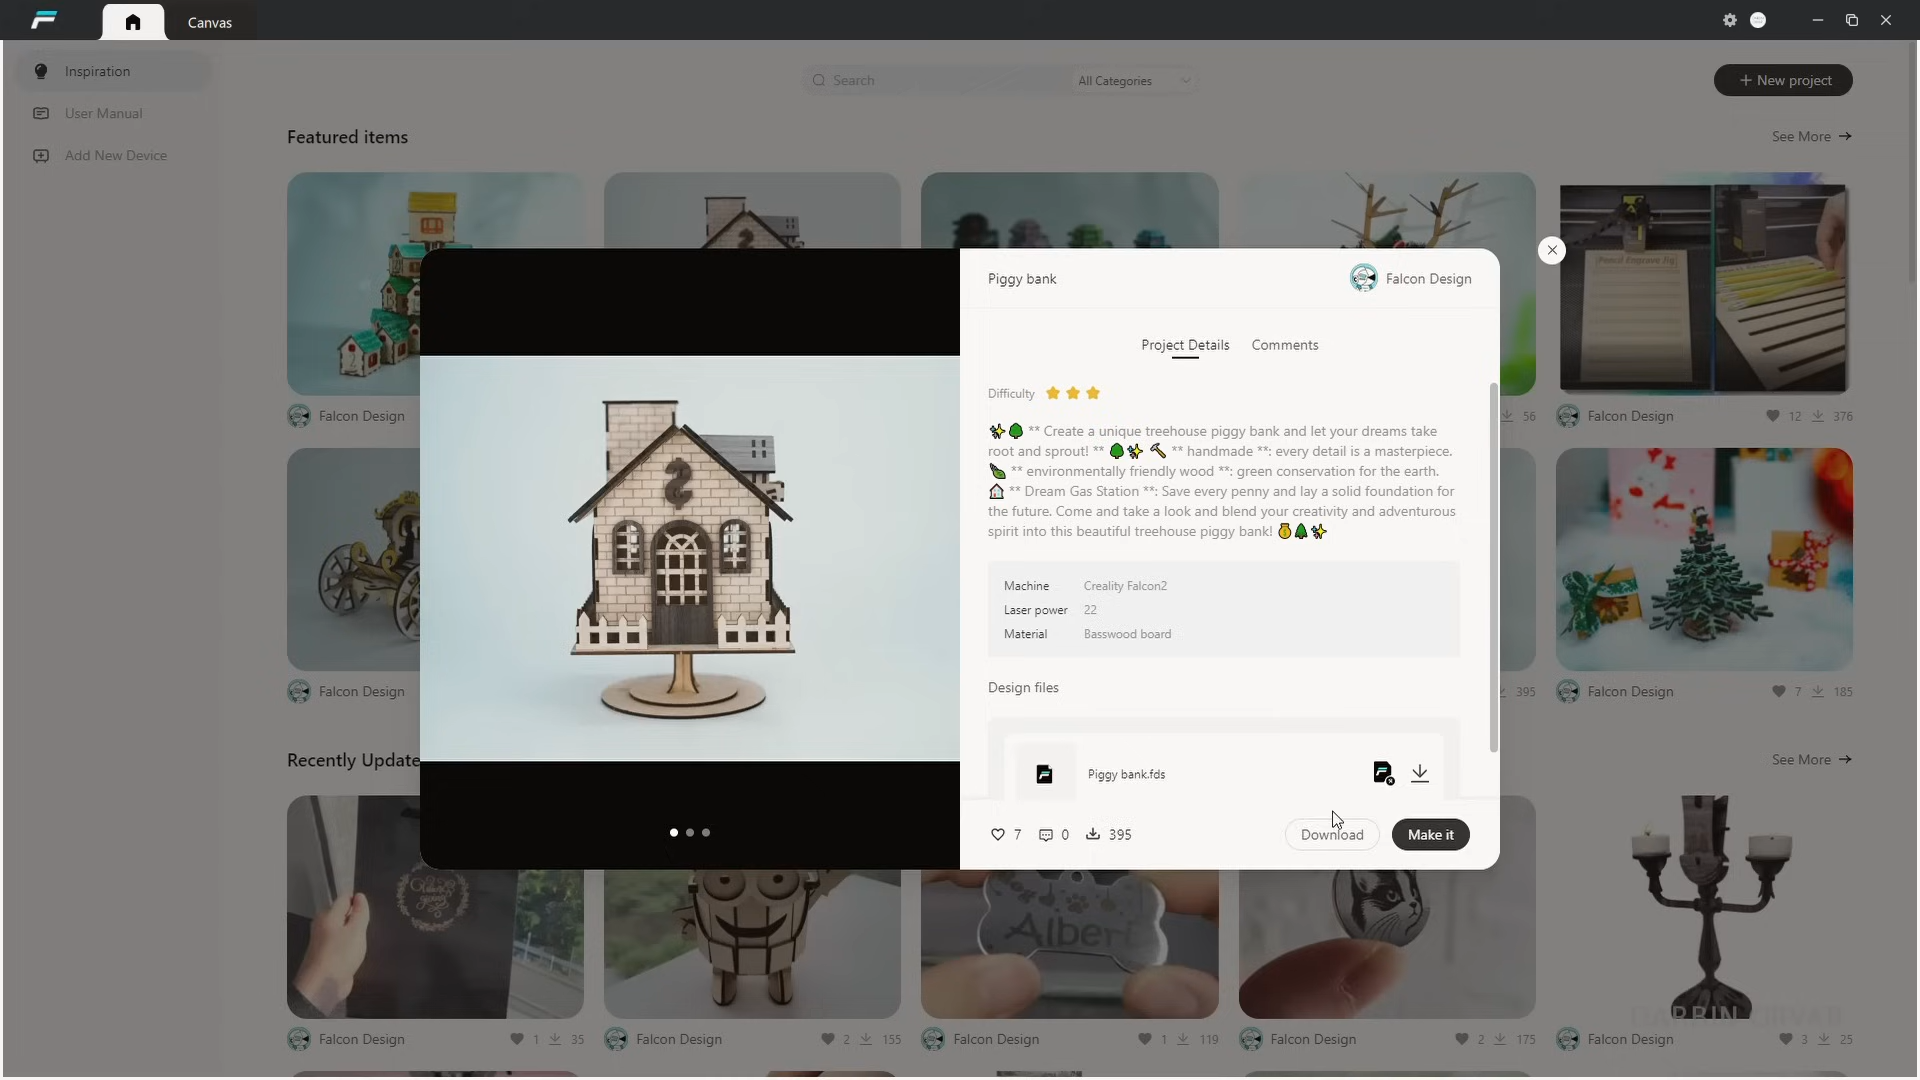 Canvas
Inspiration
User Manual
Add New Device
Search
All Categories
New project
Featured items
See More
Pencil Engrave Jig
Falcon Design
56
Falcon Design
12
376
Piggy bank
Falcon Design
Project Details
Comments
Difficulty
** Create a unique treehouse piggy bank and let your dreams take
root and sprout! ** ** handmade **: every detail is a masterpiece.
** environmentally friendly wood **: green conservation for the earth.
** Dream Gas Station **: Save every penny and lay a solid foundation for
the future. Come and take a look and blend your creativity and adventurous
spirit into this beautiful treehouse piggy bank!
Machine Creality Falcon2
Laser power 22
Material Basswood board
Design files
Piggy bank.fds
7 0 395
Download
Make it
Falcon Design
395
Falcon Design
7
185
Recently Update
See More
Albert
Falcon Design
1
35
Falcon Design
2
155
Falcon Design
1
119
Falcon Design
2
175
Falcon Design
3
25